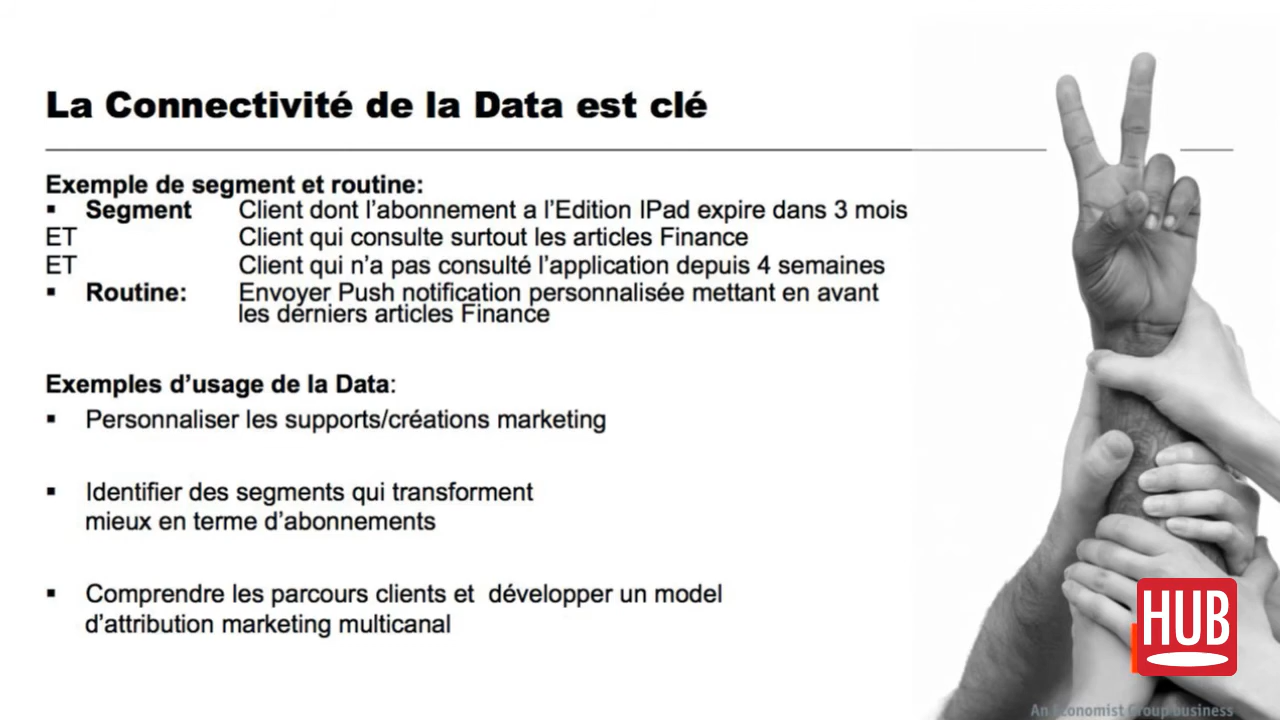 La Connectivité de la Data est clé
Exemple de segment et routine:
▪ Segment Client dont l’abonnement a l’Edition IPad expire dans 3 mois
ET Client qui consulte surtout les articles Finance
ET Client qui n’a pas consulté l’application depuis 4 semaines
▪ Routine: Envoyer Push notification personnalisée mettant en avant
les derniers articles Finance
Exemples d’usage de la Data:
▪ Personnaliser les supports/créations marketing
▪ Identifier des segments qui transforment
mieux en terme d’abonnements
▪ Comprendre les parcours clients et développer un model
d’attribution marketing multicanal
HUB
An Economist Group business